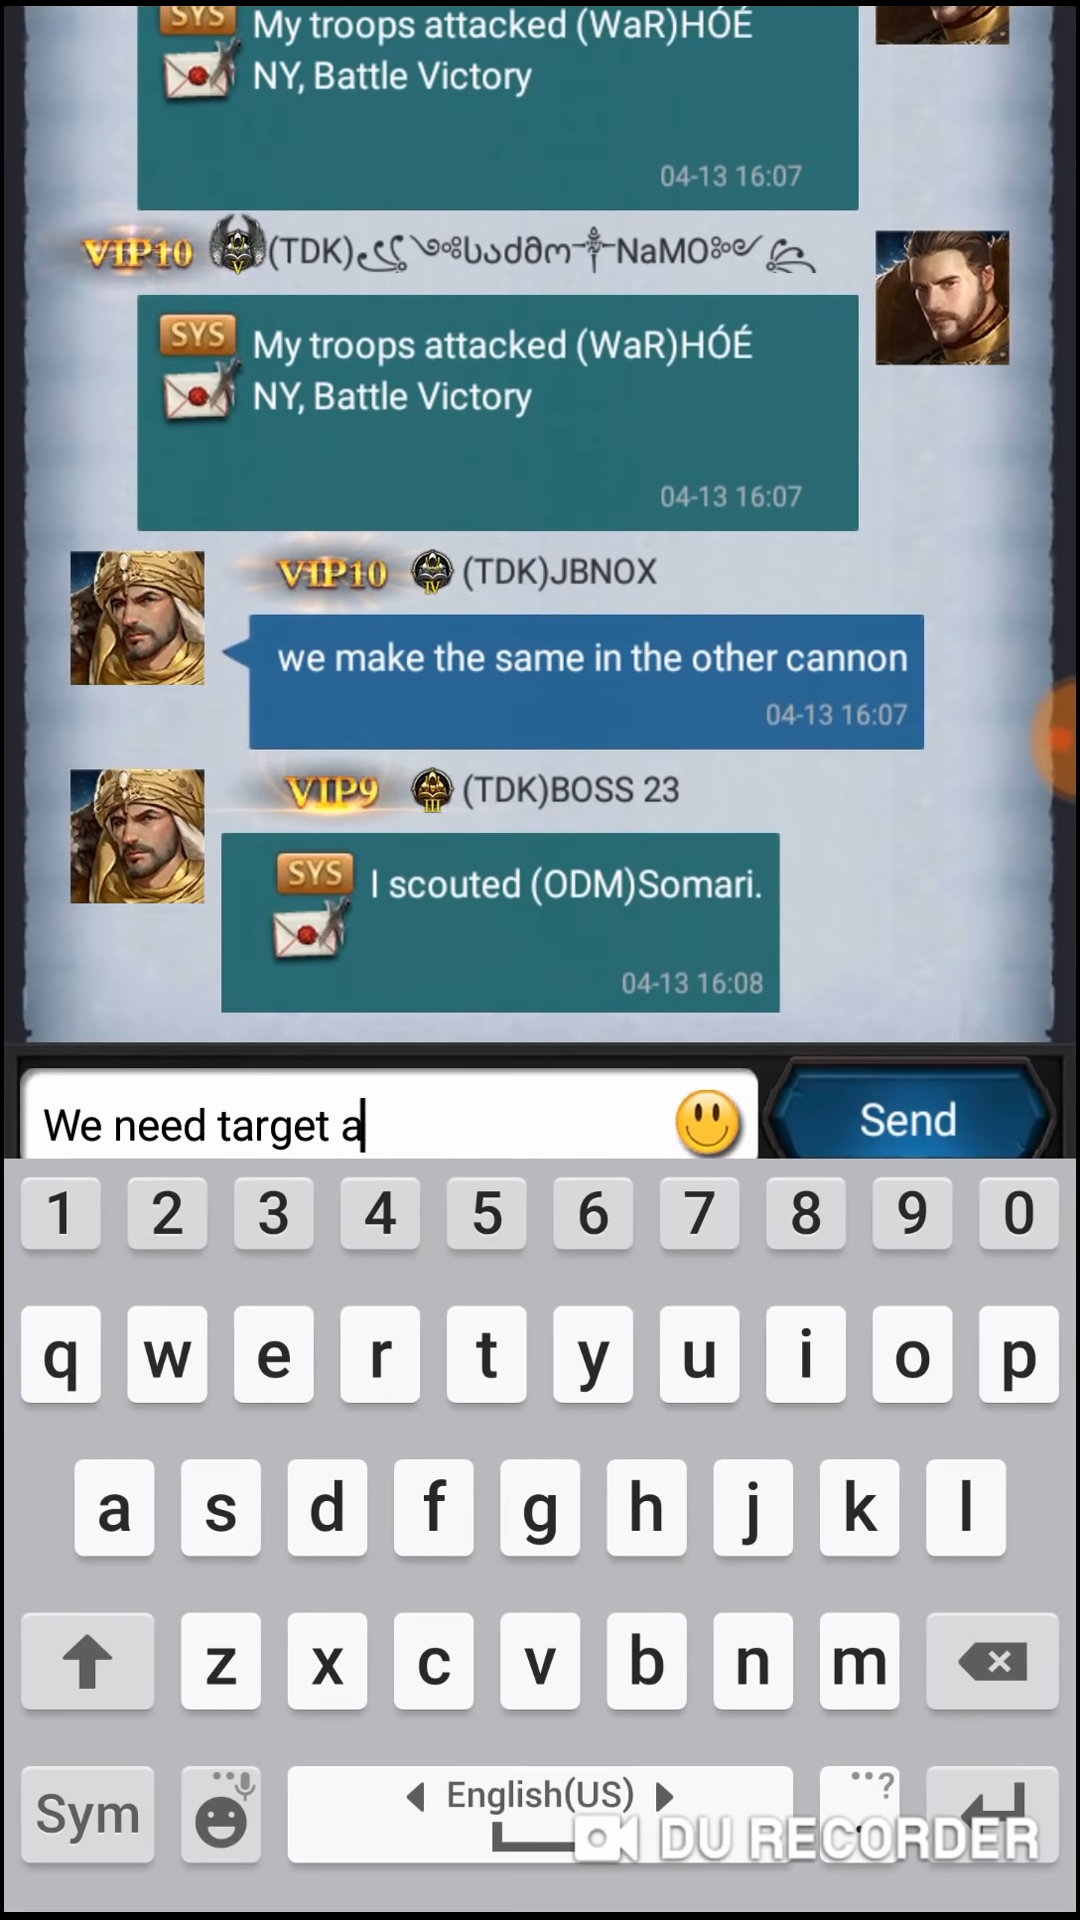 SYS
My troops attacked (WaR)HÓÉ
NY, Battle Victory
04-13 16:07
VIP10 V (TDK) საძმო NaMO
SYS
My troops attacked (WaR)HÓÉ
NY, Battle Victory
04-13 16:07
VIP10 IV (TDK)JBNOX
we make the same in the other cannon
04-13 16:07
VIP9 III (TDK)BOSS 23
SYS
I scouted (ODM)Somari.
04-13 16:08
We need target a
Send
1 2 3 4 5 6 7 8 9 0
q w e r t y u i o p
a s d f g h j k l
z x c v b n m
Sym English(US) . ?
DU RECORDER